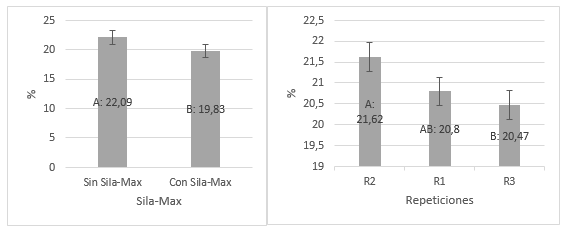 25
20
15
10
5
0
%
A: 22,09
B: 19,83
Sin Sila-Max
Con Sila-Max
Sila-Max
22,5
22
21,5
21
20,5
20
19,5
19
%
A:
21,62
AB: 20,8
B: 20,47
R2
R1
R3
Repeticiones